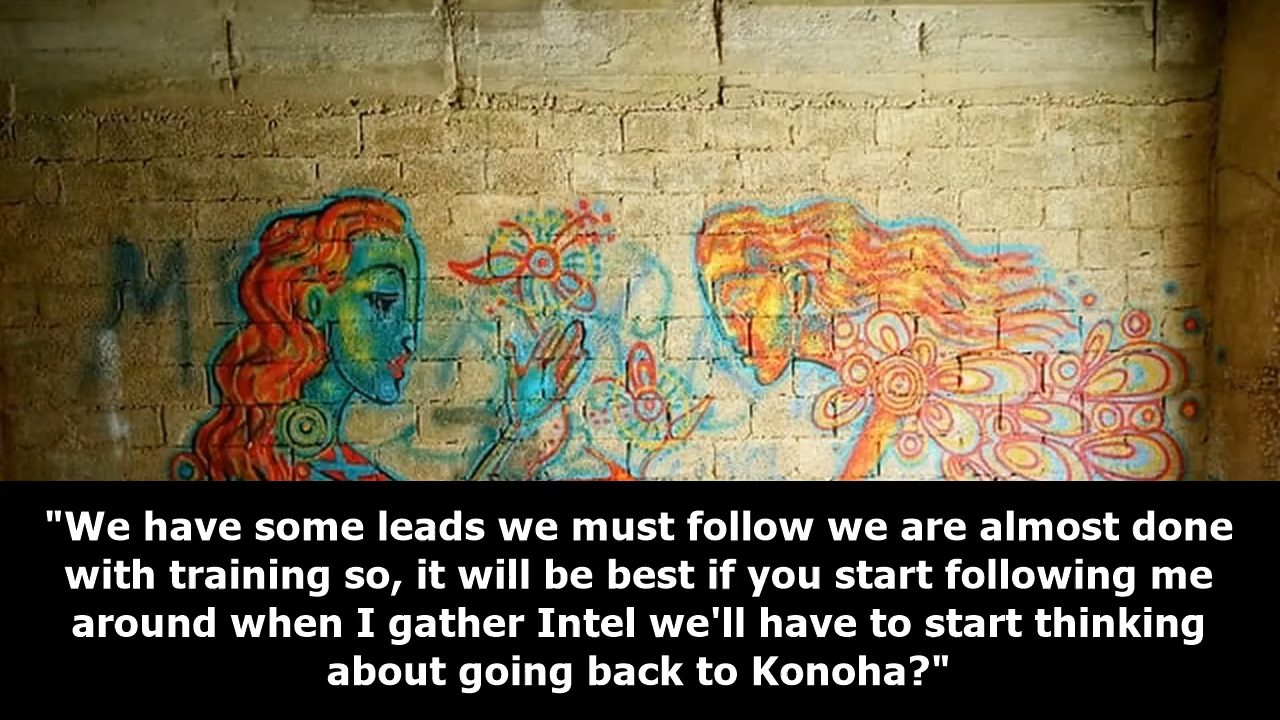 "We have some leads we must follow we are almost done
with training so, it will be best if you start following me
around when I gather Intel we'll have to start thinking
about going back to Konoha?"